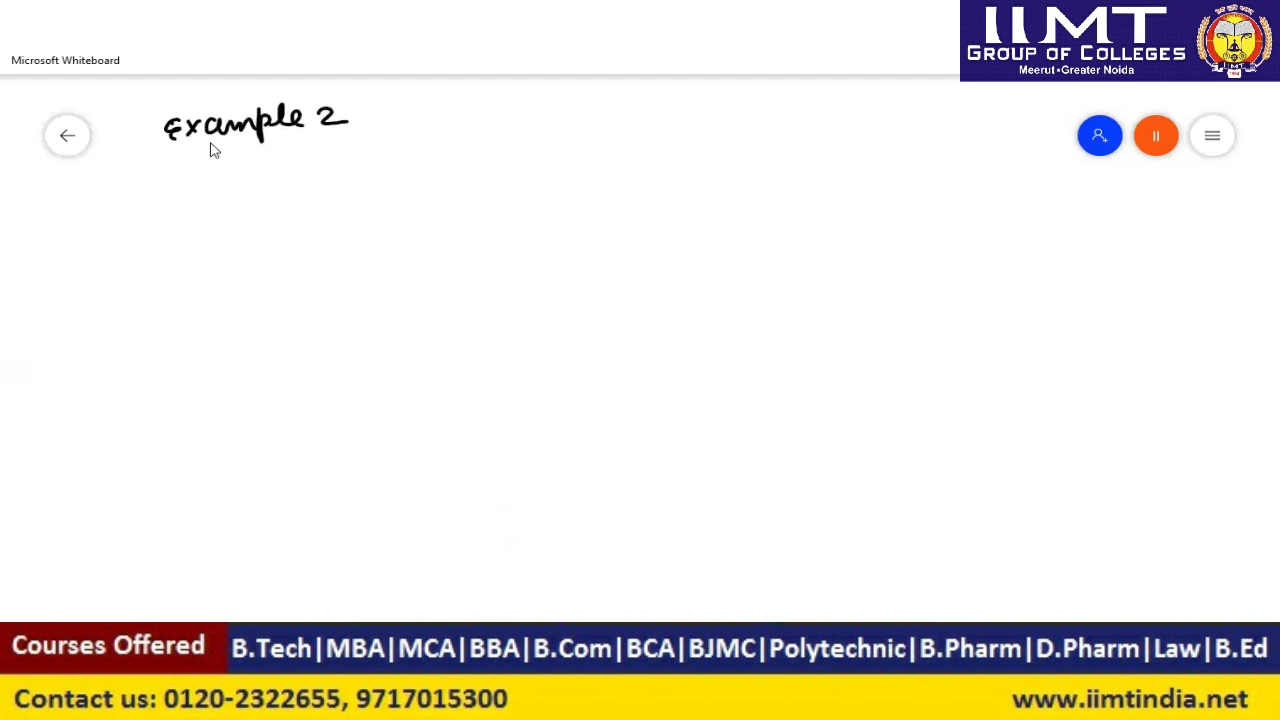 IIMT
GROUP OF COLLEGES
Meerut•Greater Noida
Microsoft Whiteboard
Example 2
Courses Offered
B.Tech|MBA|MCA|BBA|B.Com|BCA|BJMC|Polytechnic|B.Pharm|D.Pharm|Law|B.Ed
Contact us: 0120-2322655, 9717015300
www.iimtindia.net